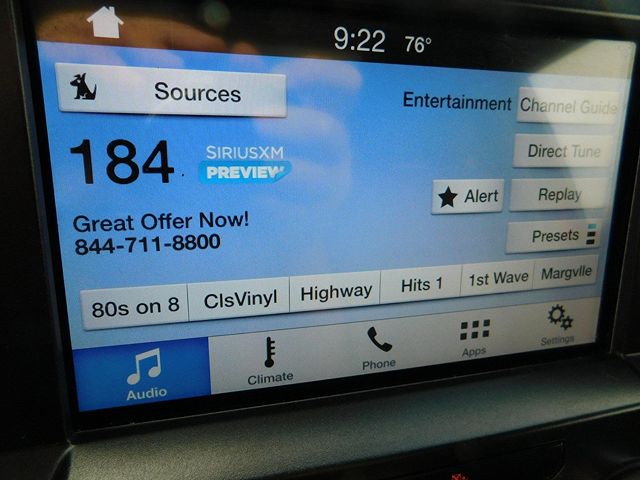 9:22 76°
Sources
Entertainment
Channel Guide
184
SIRIUSXM
PREVIEW
Direct Tune
Alert
Replay
Great Offer Now!
844-711-8800
Presets
80s on 8 ClsVinyl Highway Hits 1 1st Wave Margvlle
Audio Climate Phone Apps Settings